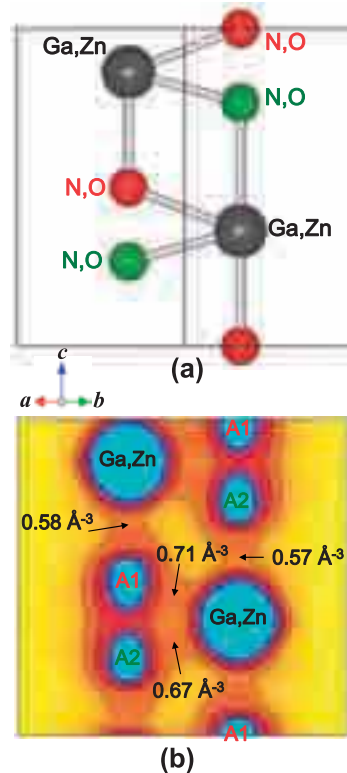 Ga,Zn
N,O
N,O
N,O
Ga,Zn
N,O
c
(a)
a
b
A1
Ga,Zn
A2
0.58 Å⁻³
0.71 Å⁻³
0.57 Å⁻³
A1
Ga,Zn
A2
0.67 Å⁻³
A1
(b)